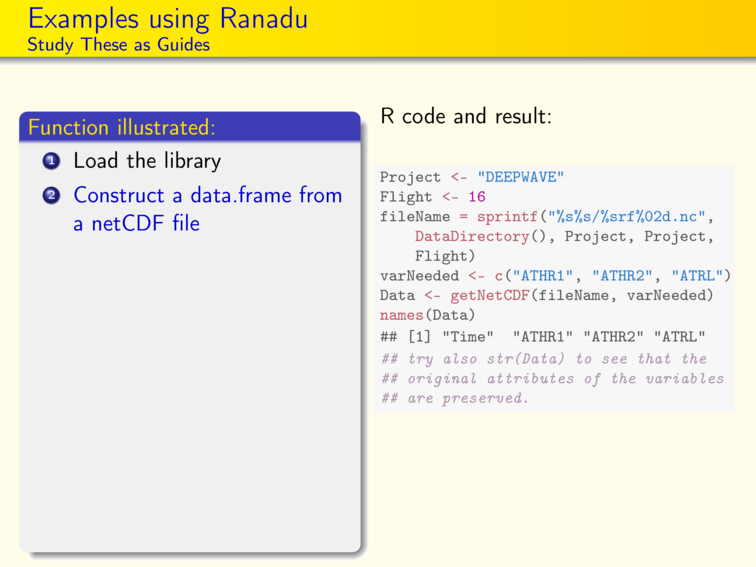 Examples using Ranadu
Study These as Guides
Function illustrated:
1 Load the library
2 Construct a data.frame from
a netCDF file
R code and result:
Project <- "DEEPWAVE"
Flight <- 16
fileName = sprintf("%s%s/%srf%02d.nc",
    DataDirectory(), Project, Project,
    Flight)
varNeeded <- c("ATHR1", "ATHR2", "ATRL")
Data <- getNetCDF(fileName, varNeeded)
names(Data)
## [1] "Time"  "ATHR1" "ATHR2" "ATRL"
## try also str(Data) to see that the
## original attributes of the variables
## are preserved.